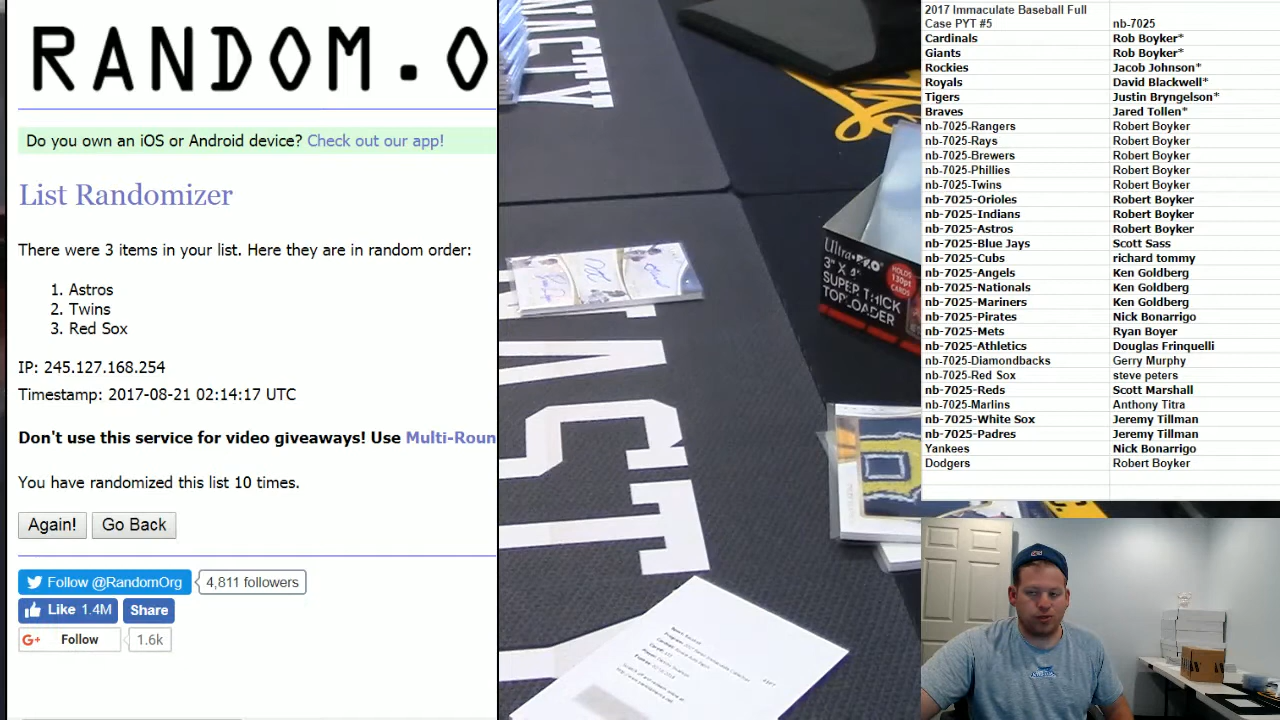 RANDOM.O
Do you own an iOS or Android device? Check out our app!
List Randomizer
There were 3 items in your list. Here they are in random order:
1. Astros
2. Twins
3. Red Sox
IP: 245.127.168.254
Timestamp: 2017-08-21 02:14:17 UTC
Don't use this service for video giveaways! Use Multi-Roun
You have randomized this list 10 times.
Again! Go Back
Follow @RandomOrg 4,811 followers
Like 1.4M Share
G+ Follow 1.6k
Ultra PRO
3" X 4"
SUPER THICK
TOPLOADER
HOLDS
130PT
CARDS
2017 Immaculate Baseball Full
Case PYT #5 nb-7025
Cardinals Rob Boyker*
Giants Rob Boyker*
Rockies Jacob Johnson*
Royals David Blackwell*
Tigers Justin Bryngelson*
Braves Jared Tollen*
nb-7025-Rangers Robert Boyker
nb-7025-Rays Robert Boyker
nb-7025-Brewers Robert Boyker
nb-7025-Phillies Robert Boyker
nb-7025-Twins Robert Boyker
nb-7025-Orioles Robert Boyker
nb-7025-Indians Robert Boyker
nb-7025-Astros Robert Boyker
nb-7025-Blue Jays Scott Sass
nb-7025-Cubs richard tommy
nb-7025-Angels Ken Goldberg
nb-7025-Nationals Ken Goldberg
nb-7025-Mariners Ken Goldberg
nb-7025-Pirates Nick Bonarrigo
nb-7025-Mets Ryan Boyer
nb-7025-Athletics Douglas Frinquelli
nb-7025-Diamondbacks Gerry Murphy
nb-7025-Red Sox steve peters
nb-7025-Reds Scott Marshall
nb-7025-Marlins Anthony Titra
nb-7025-White Sox Jeremy Tillman
nb-7025-Padres Jeremy Tillman
Yankees Nick Bonarrigo
Dodgers Robert Boyker